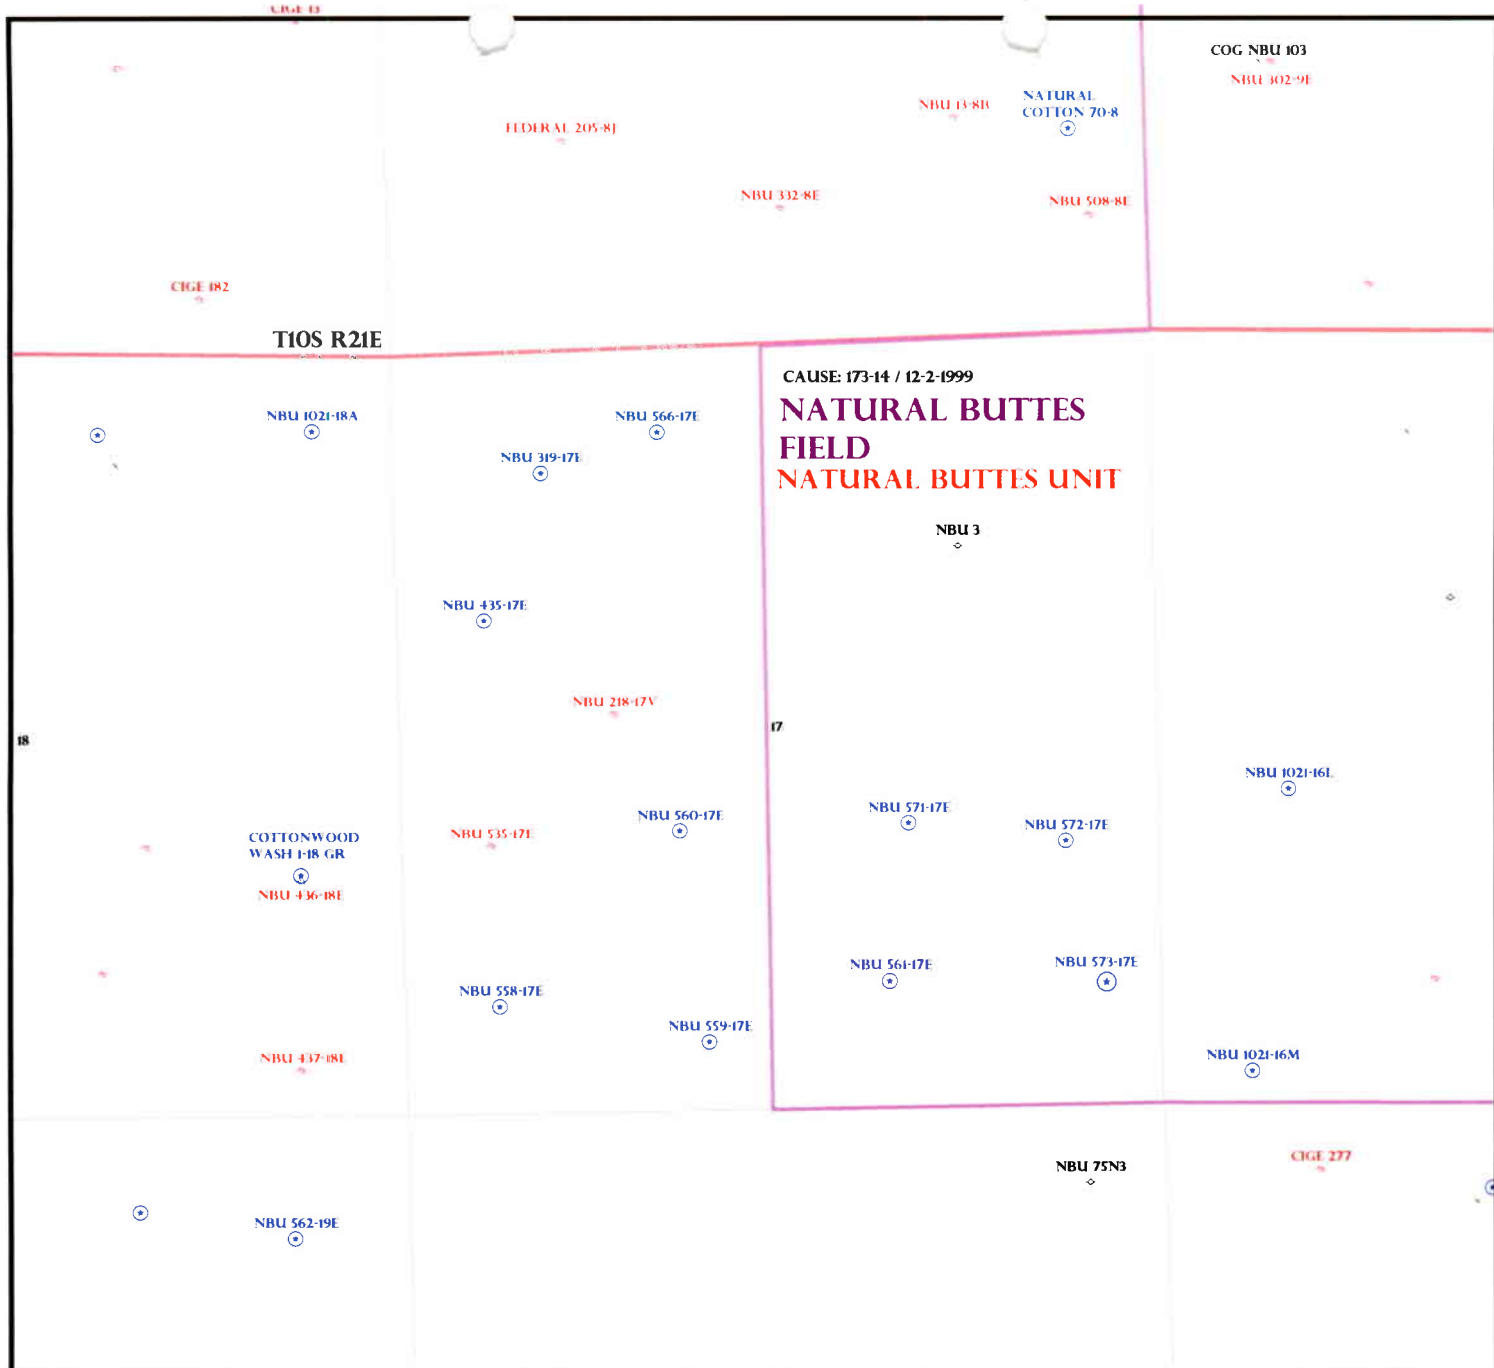 CIGE 13
COG NBU 103
NBU 302-9E
NATURAL
COTTON 70-8
NBU 13-8B
FEDERAL 205-8J
NBU 332-8E
NBU 508-8E
CIGE 182
T10S R21E
CAUSE: 173-14 / 12-2-1999
NATURAL BUTTES
FIELD
NATURAL BUTTES UNIT
NBU 1021-18A
NBU 566-17E
NBU 319-17E
NBU 3
NBU 435-17E
NBU 218-17V
18
17
NBU 1021-16L
NBU 571-17E
NBU 560-17E
NBU 572-17E
NBU 535-17E
COTTONWOOD
WASH 1-18 GR
NBU 436-18E
NBU 573-17E
NBU 561-17E
NBU 558-17E
NBU 559-17E
NBU 437-18E
NBU 1021-16M
CIGE 277
NBU 75N3
NBU 562-19E